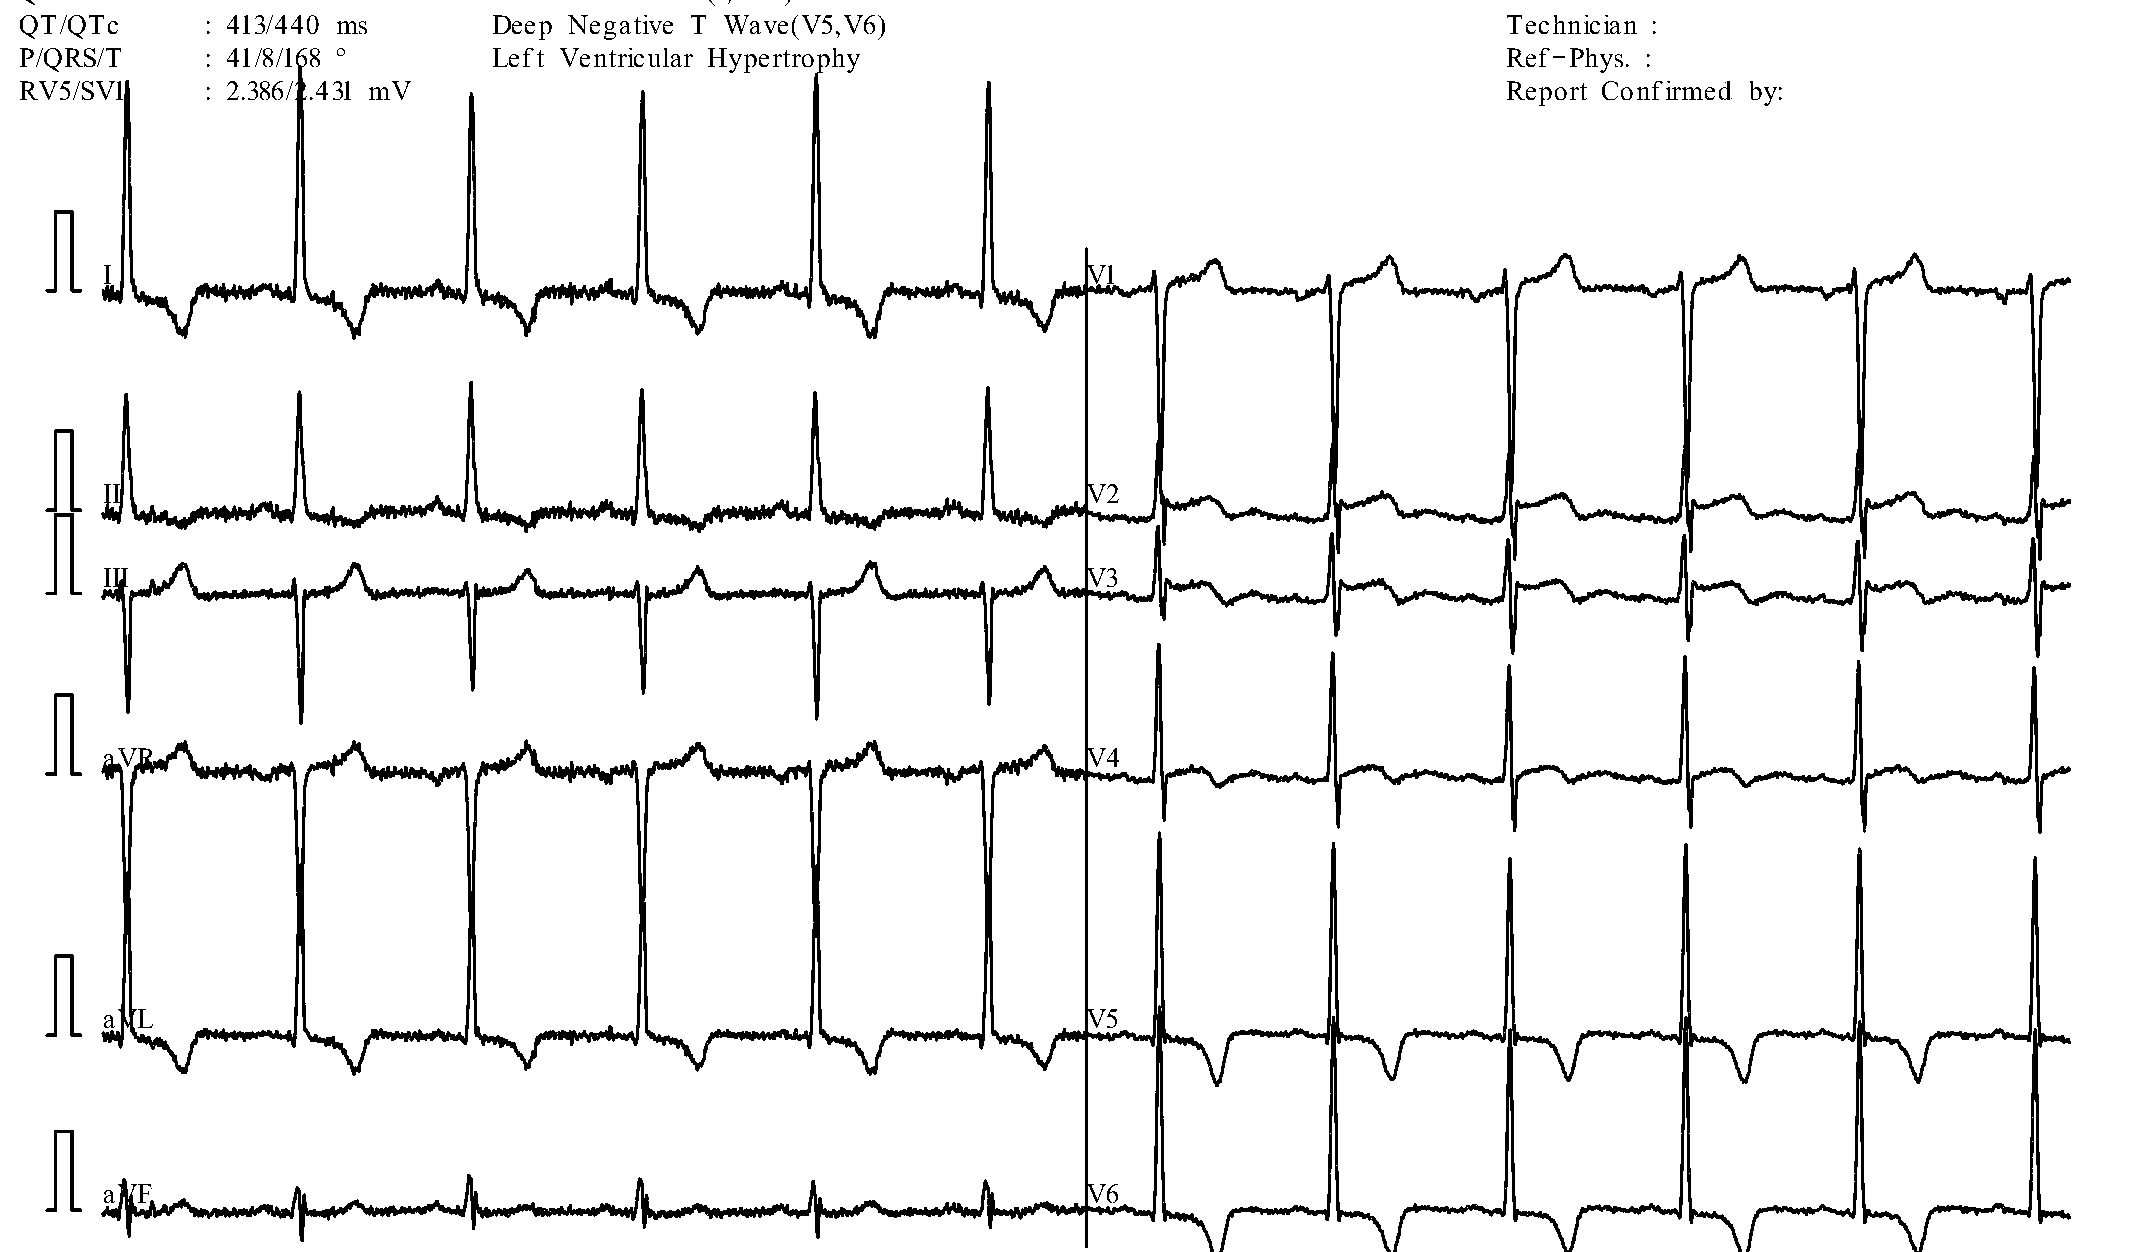 QT/QTc : 413/440 ms
P/QRS/T : 41/8/168 °
RV5/SV1 : 2.386/2.431 mV
Deep Negative T Wave(V5,V6)
Left Ventricular Hypertrophy
Technician :
Ref-Phys. :
Report Confirmed by:
I
II
III
aVR
aVL
aVF
V1
V2
V3
V4
V5
V6